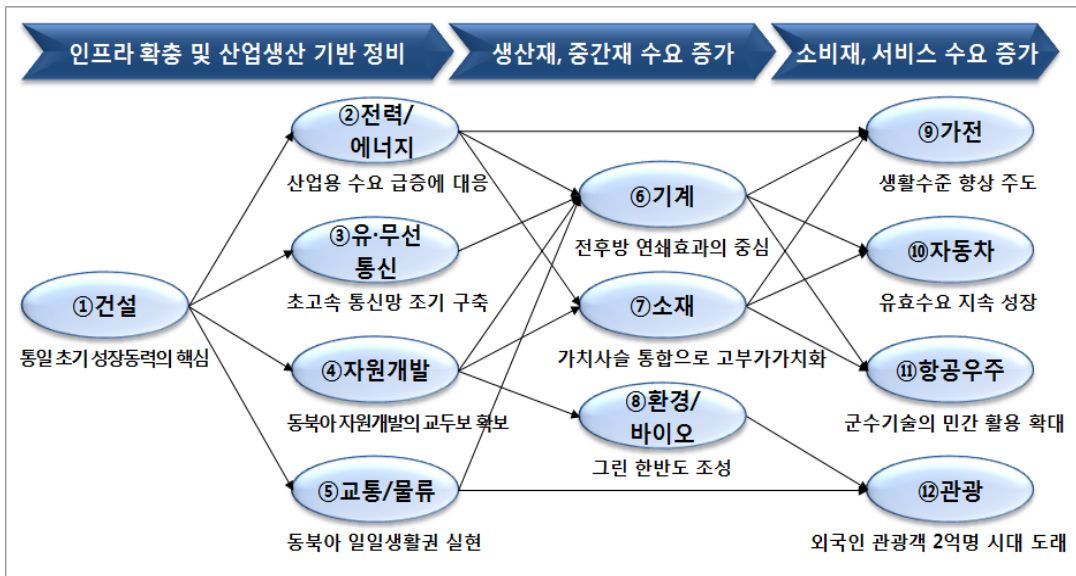 인프라 확충 및 산업생산 기반 정비
생산재, 중간재 수요 증가
소비재, 서비스 수요 증가
①건설
통일 초기 성장동력의 핵심
②전력/
에너지
산업용 수요 급증에 대응
③유·무선
통신
초고속 통신망 조기 구축
④자원개발
동북아 자원개발의 교두보 확보
⑤교통/물류
동북아 일일생활권 실현
⑥기계
전후방 연쇄효과의 중심
⑦소재
가치사슬 통합으로 고부가가치화
⑧환경/
바이오
그린 한반도 조성
⑨가전
생활수준 향상 주도
⑩자동차
유효수요 지속 성장
⑪항공우주
군수기술의 민간 활용 확대
⑫관광
외국인 관광객 2억명 시대 도래